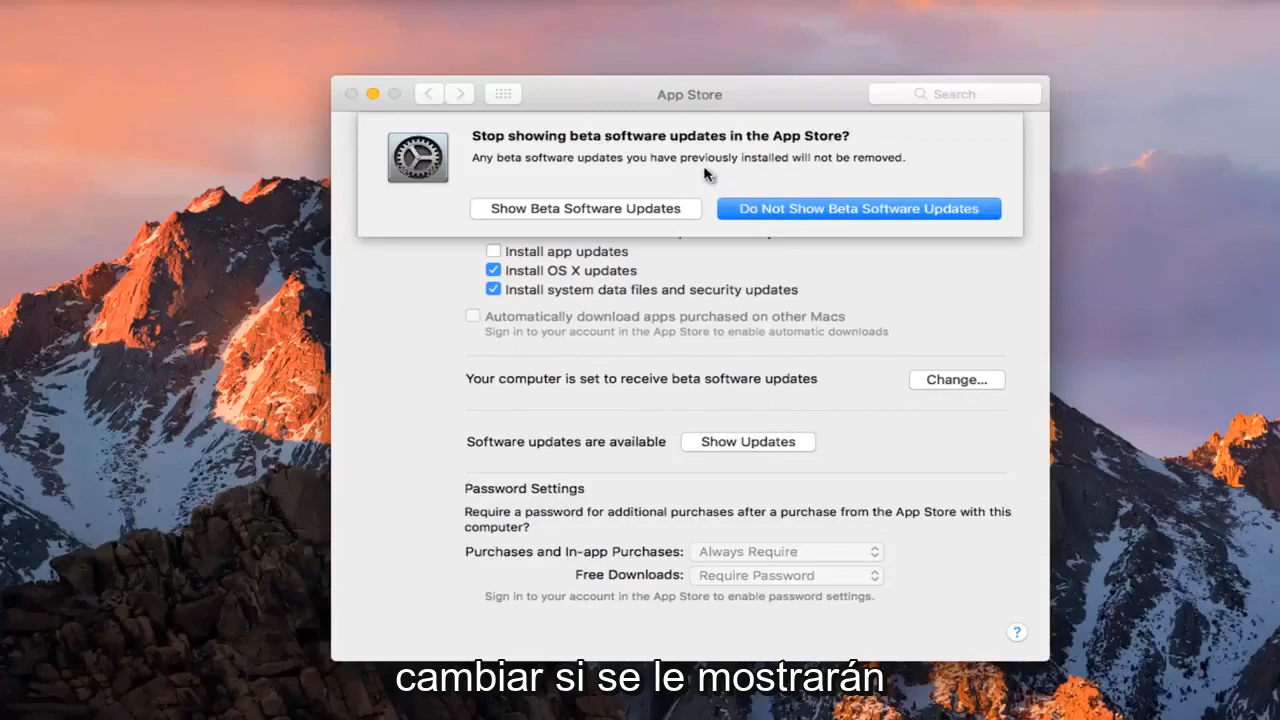 App Store
Search
Stop showing beta software updates in the App Store?
Any beta software updates you have previously installed will not be removed.
Show Beta Software Updates
Do Not Show Beta Software Updates
Install app updates
Install OS X updates
Install system data files and security updates
Automatically download apps purchased on other Macs
Sign in to your account in the App Store to enable automatic downloads
Your computer is set to receive beta software updates
Change...
Software updates are available
Show Updates
Password Settings
Require a password for additional purchases after a purchase from the App Store with this
computer?
Purchases and In-app Purchases: Always Require
Free Downloads: Require Password
Sign in to your account in the App Store to enable password settings.
?
cambiar si se le mostrarán